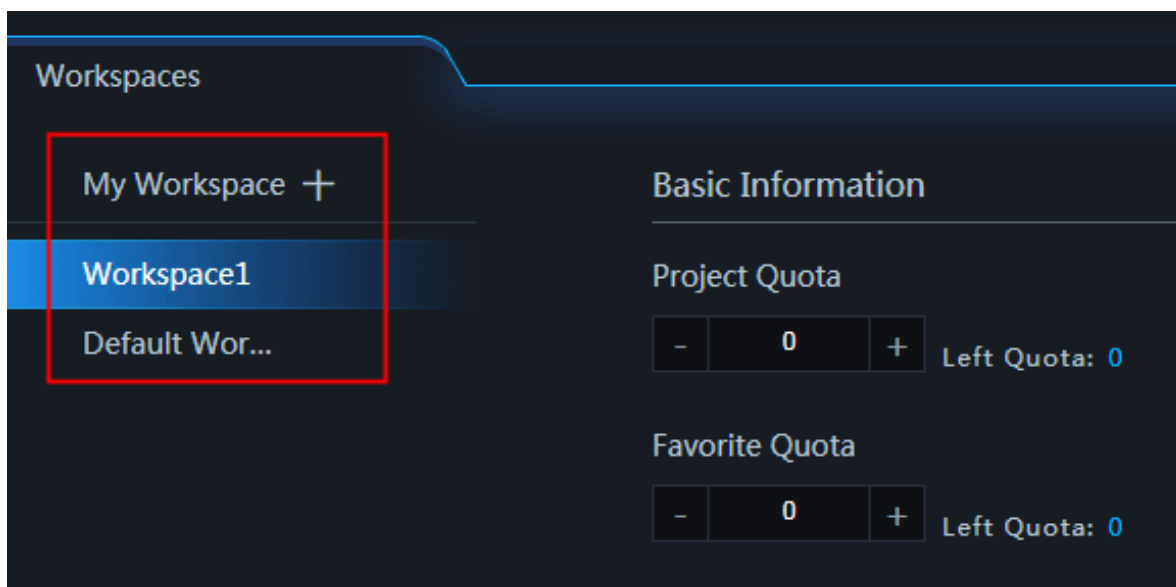 Workspaces
My Workspace +
Workspace1
Default Wor...
Basic Information
Project Quota
- 0 + Left Quota: 0
Favorite Quota
- 0 + Left Quota: 0